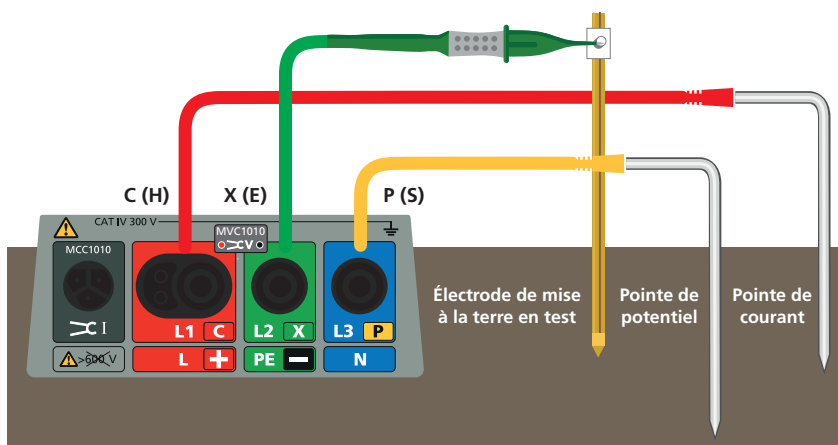 C (H)
X (E)
P (S)
CAT IV 300 V
MVC1010
V
MCC1010
I
L1 C
L2 X
L3 P
>600 V
L +
PE −
N
Électrode de mise
à la terre en test
Pointe de
potentiel
Pointe de
courant